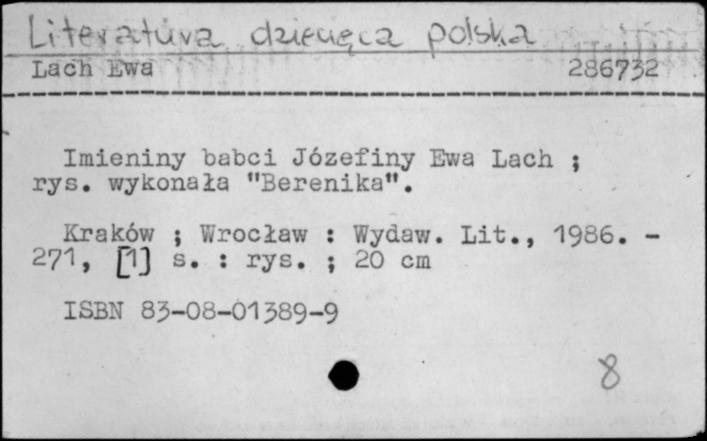 Literatura dziecięca polska
Lach Ewa 286732
Imieniny babci Józefiny Ewa Lach ;
rys. wykonała "Berenika".
Kraków ; Wrocław : Wydaw. Lit., 1986. -
271, [1] s. : rys. ; 20 cm
ISBN 83-08-01389-9
8